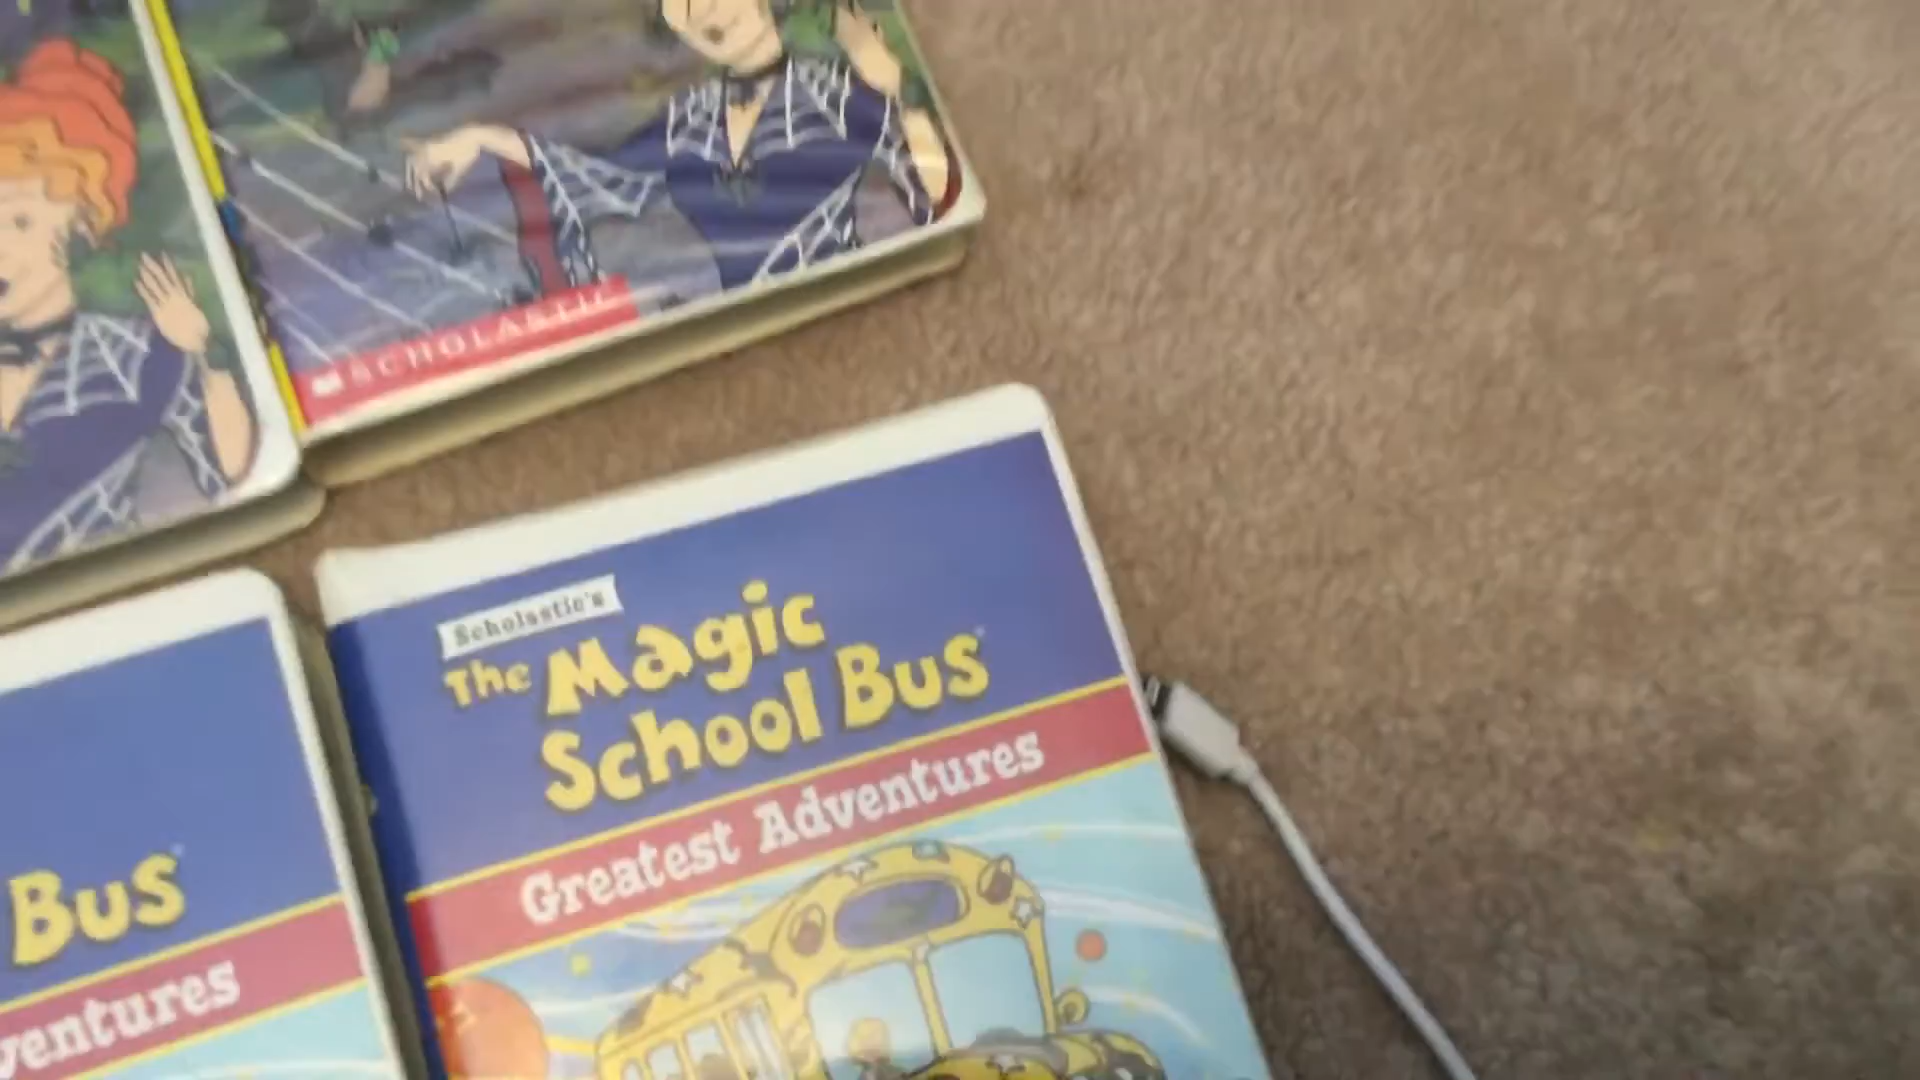 SCHOLASTIC
Scholastic's
The Magic
School Bus
Greatest Adventures
Bus
ventures